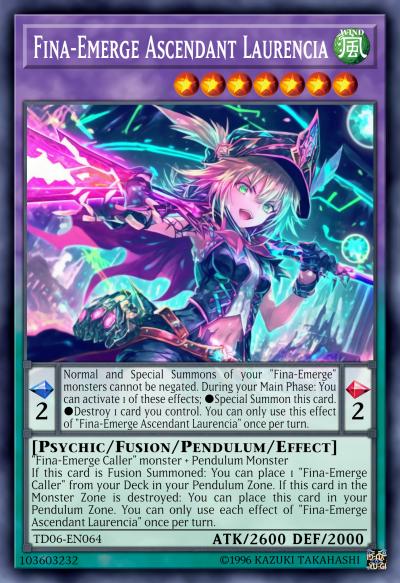 Fina-Emerge Ascendant Laurencia
WIND
風
Normal and Special Summons of your "Fina-Emerge"
monsters cannot be negated. During your Main Phase: You
can activate 1 of these effects; ●Special Summon this card.
●Destroy 1 card you control. You can only use this effect
of "Fina-Emerge Ascendant Laurencia" once per turn.
2
2
[Psychic/Fusion/Pendulum/Effect]
"Fina-Emerge Caller" monster + Pendulum Monster
If this card is Fusion Summoned: You can place 1 "Fina-Emerge
Caller" from your Deck in your Pendulum Zone. If this card in the
Monster Zone is destroyed: You can place this card in your
Pendulum Zone. You can only use each effect of "Fina-Emerge
Ascendant Laurencia" once per turn.
TD06-EN064
ATK/2600 DEF/2000
103603232
©1996 KAZUKI TAKAHASHI